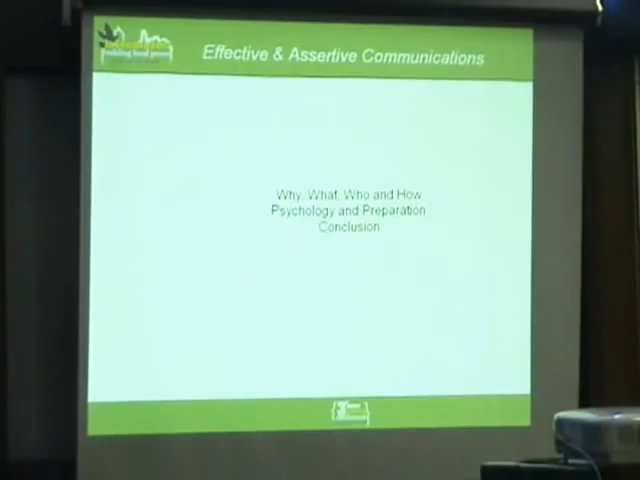 Effective & Assertive Communications
Why, What, Who and How
Psychology and Preparation
Conclusion